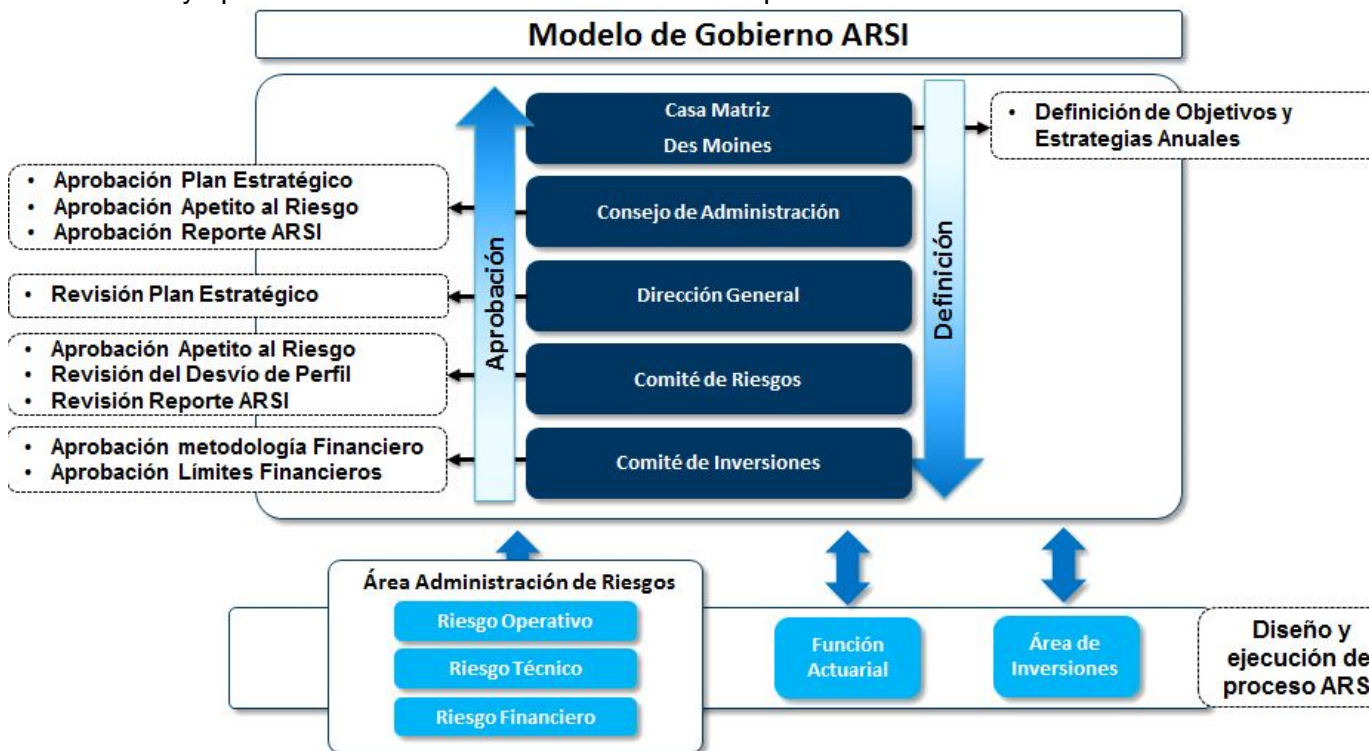 Modelo de Gobierno ARSI
Casa Matriz
Des Moines
• Definición de Objetivos y
Estrategias Anuales
• Aprobación Plan Estratégico
• Aprobación Apetito al Riesgo
• Aprobación Reporte ARSI
Consejo de Administración
• Revisión Plan Estratégico
Dirección General
• Aprobación Apetito al Riesgo
• Revisión del Desvío de Perfil
• Revisión Reporte ARSI
Comité de Riesgos
• Aprobación metodología Financiero
• Aprobación Límites Financieros
Comité de Inversiones
Aprobación
Definición
Área Administración de Riesgos
Riesgo Operativo
Riesgo Técnico
Riesgo Financiero
Función
Actuarial
Área de
Inversiones
Diseño y
ejecución de
proceso ARS